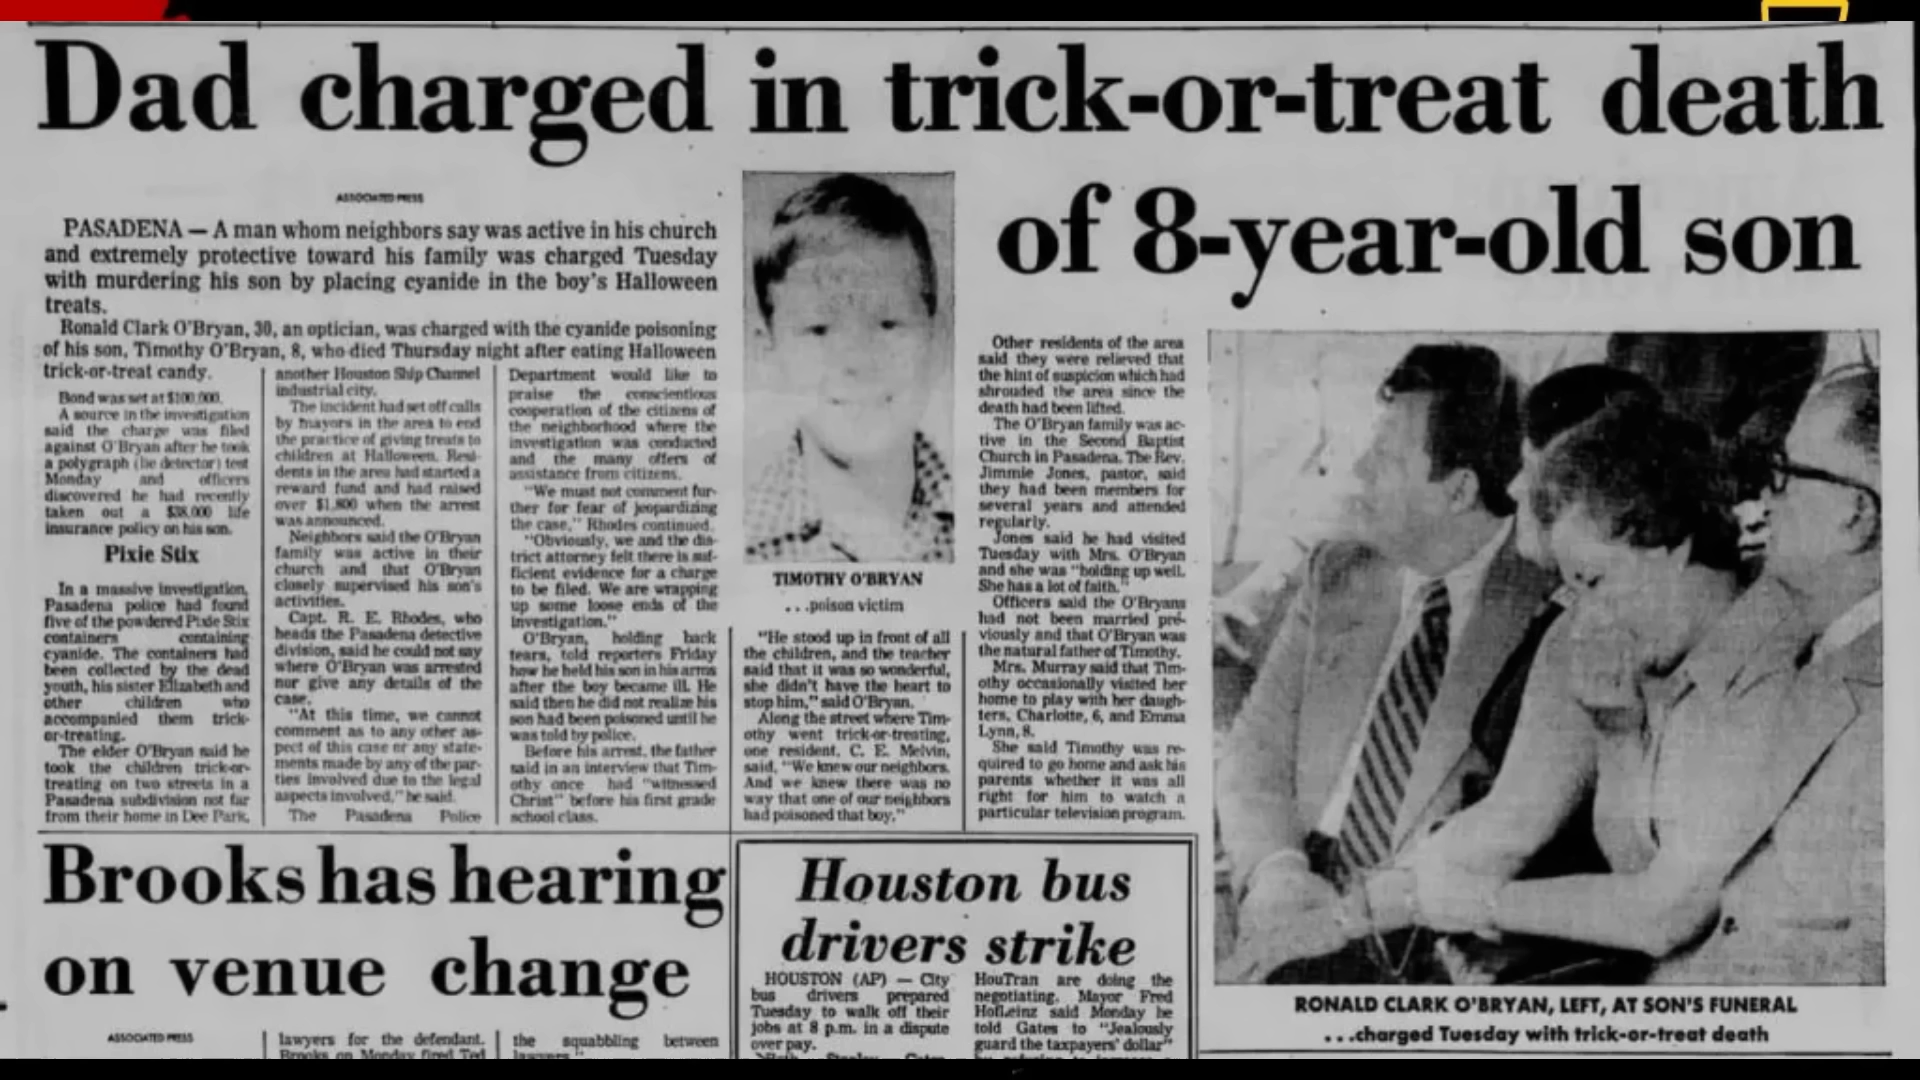 Dad charged in trick-or-treat death
of 8-year-old son
ASSOCIATED PRESS
PASADENA — A man whom neighbors say was active in his church
and extremely protective toward his family was charged Tuesday
with murdering his son by placing cyanide in the boy's Halloween
treats.
Ronald Clark O'Bryan, 30, an optician, was charged with the cyanide poisoning
of his son, Timothy O'Bryan, 8, who died Thursday night after eating Halloween
trick-or-treat candy.
Bond was set at $100,000.
A source in the investigation
said the charge was filed
against O'Bryan after he took
a polygraph (lie detector) test
Monday and officers
discovered he had recently
taken out a $38,000 life
insurance policy on his son.
Pixie Stix
In a massive investigation,
Pasadena police had found
five of the powdered Pixie Stix
containers containing
cyanide. The containers had
been collected by the dead
youth, his sister Elizabeth and
other children who
accompanied them trick-
or-treating.
The elder O'Bryan said he
took the children trick-or-
treating on two streets in a
Pasadena subdivision not far
from their home in Dee Park,
another Houston Ship Channel
industrial city.
The incident had set off calls
by mayors in the area to end
the practice of giving treats to
children at Halloween. Resi-
dents in the area had started a
reward fund and had raised
over $1,800 when the arrest
was announced.
Neighbors said the O'Bryan
family was active in their
church and that O'Bryan
closely supervised his son's
activities.
Capt. R. E. Rhodes, who
heads the Pasadena detective
division, said he could not say
where O'Bryan was arrested
nor give any details of the
case.
"At this time, we cannot
comment as to any other as-
pect of this case or any state-
ments made by any of the par-
ties involved due to the legal
aspects involved," he said.
The Pasadena Police
Department would like to
praise the conscientious
cooperation of the citizens of
the neighborhood where the
investigation was conducted
and the many offers of
assistance from citizens.
"We must not comment fur-
ther for fear of jeopardizing
the case," Rhodes continued.
"Obviously, we and the dis-
trict attorney felt there is suf-
ficient evidence for a charge
to be filed. We are wrapping
up some loose ends of the
investigation."
O'Bryan, holding back
tears, told reporters Friday
how he held his son in his arms
after the boy became ill. He
said then he did not realize his
son had been poisoned until he
was told by police.
Before his arrest, the father
said in an interview that Tim-
othy once had "witnessed
Christ" before his first grade
school class.
TIMOTHY O'BRYAN
...poison victim
"He stood up in front of all
the children, and the teacher
said that it was so wonderful,
she didn't have the heart to
stop him," said O'Bryan.
Along the street where Tim-
othy went trick-or-treating,
one resident, C. E. Melvin,
said, "We knew our neighbors.
And we knew there was no
way that one of our neighbors
had poisoned that boy."
Other residents of the area
said they were relieved that
the hint of suspicion which had
shrouded the area since the
death had been lifted.
The O'Bryan family was ac-
tive in the Second Baptist
Church in Pasadena. The Rev.
Jimmie Jones, pastor, said
they had been members for
several years and attended
regularly.
Jones said he had visited
Tuesday with Mrs. O'Bryan
and she was "holding up well.
She has a lot of faith."
Officers said the O'Bryans
had not been married pre-
viously and that O'Bryan was
the natural father of Timothy.
Mrs. Murray said that Tim-
othy occasionally visited her
home to play with her daugh-
ters, Charlotte, 6, and Emma
Lynn, 8.
She said Timothy was re-
quired to go home and ask his
parents whether it was all
right for him to watch a
particular television program.
RONALD CLARK O'BRYAN, LEFT, AT SON'S FUNERAL
...charged Tuesday with trick-or-treat death
Brooks has hearing
on venue change
ASSOCIATED PRESS
lawyers for the defendant.
Brooks on Monday fired Ted
the squabbling between
lawyers."
Houston bus
drivers strike
HOUSTON (AP) — City
bus drivers prepared
Tuesday to walk off their
jobs at 8 p.m. in a dispute
over pay.
HouTran are doing the
negotiating. Mayor Fred
Hofheinz said Monday he
told Gates to "Jealously
guard the taxpayers' dollar"